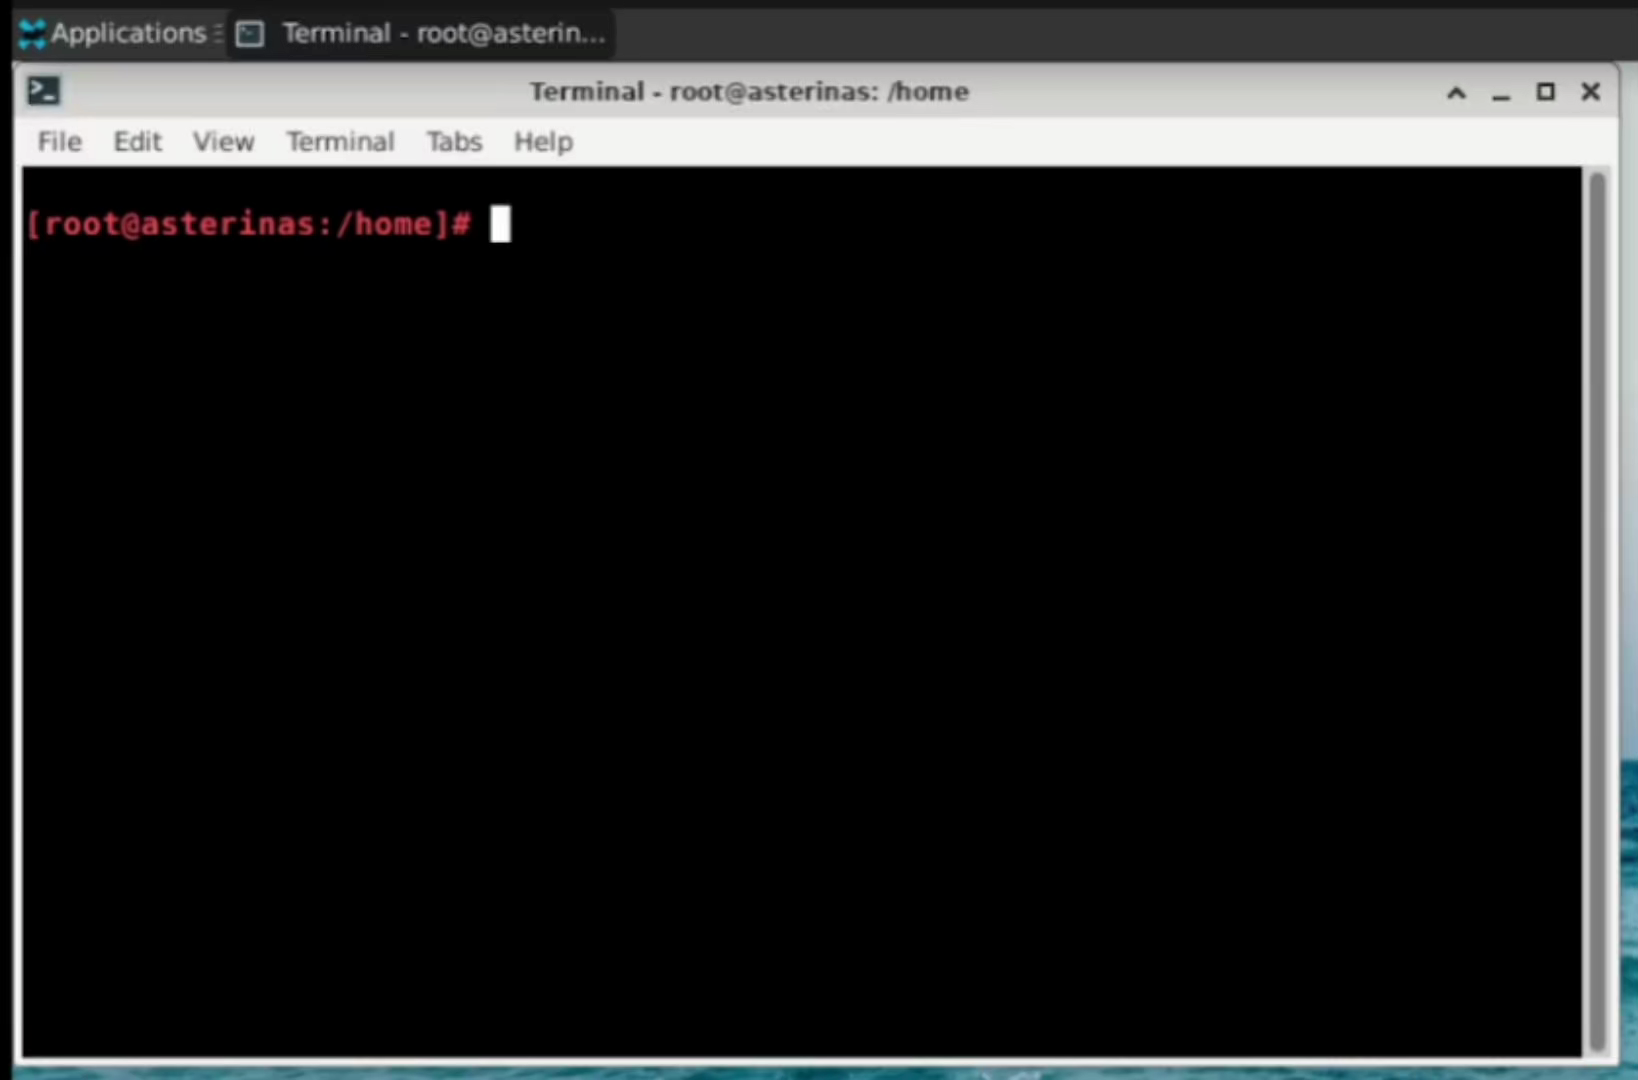 Applications Terminal - root@asterin...
Terminal - root@asterinas: /home
File Edit View Terminal Tabs Help
[root@asterinas:/home]#